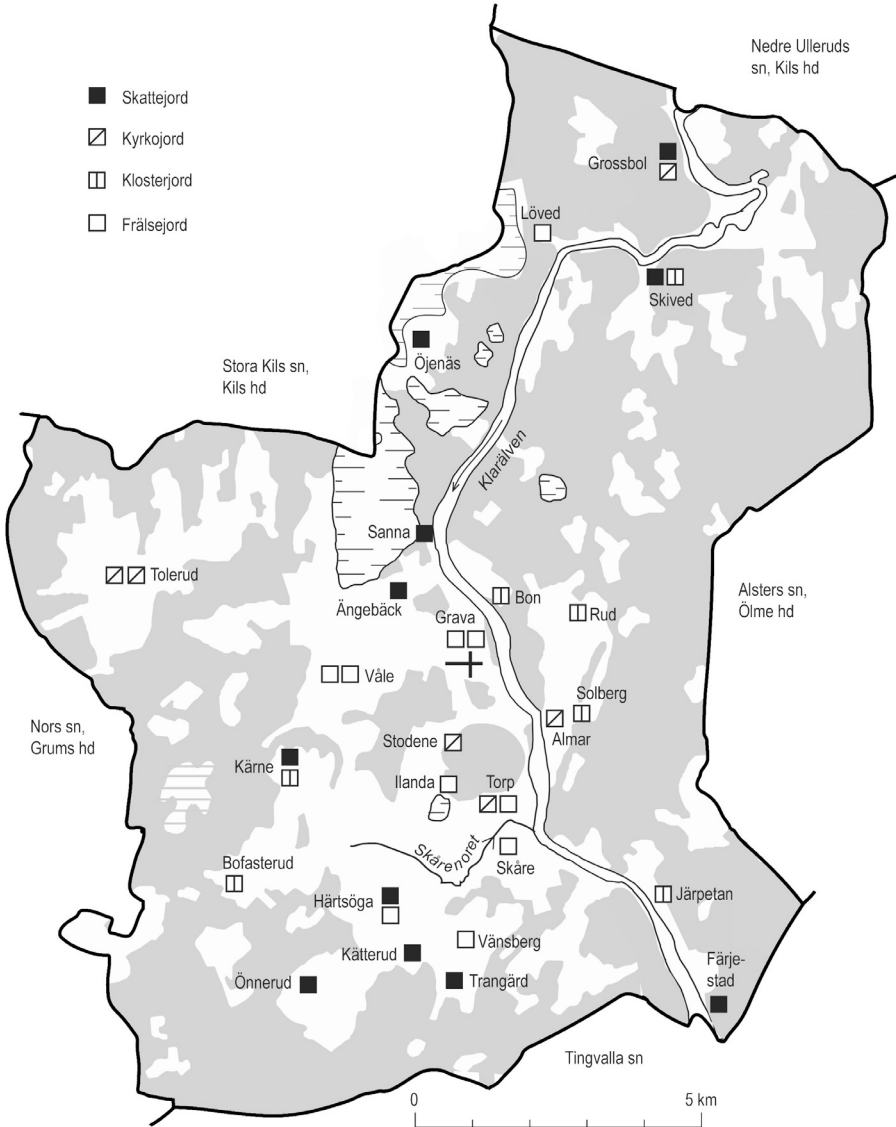 Nedre Ulleruds
sn, Kils hd
Skattejord
Kyrkojord
Klosterjord
Frälsejord
Grossbol
Löved
Skived
Öjenäs
Stora Kils sn,
Kils hd
Klarälven
Sanna
Tolerud
Ängebäck
Bon
Rud
Alsters sn,
Ölme hd
Grava
Våle
Solberg
Almar
Nors sn,
Grums hd
Stodene
Kärne
Ilanda
Torp
Skårenoret
Skåre
Bofasterud
Härtsöga
Järpetan
Vänsberg
Kätterud
Färje-
stad
Önnerud
Trangärd
Tingvalla sn
0 5 km